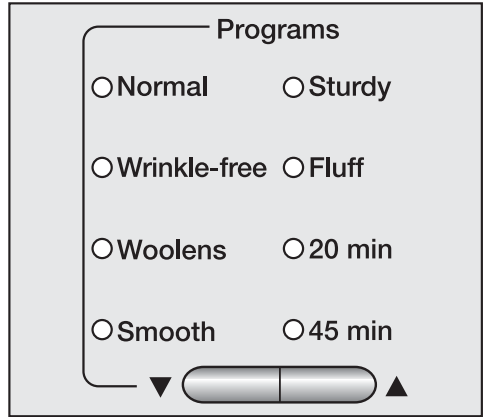 Programs
Normal Sturdy
Wrinkle-free Fluff
Woolens 20 min
Smooth 45 min